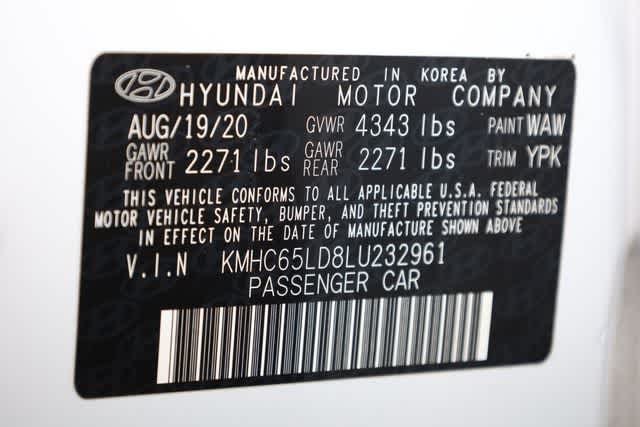 MANUFACTURED IN KOREA BY
HYUNDAI MOTOR COMPANY
AUG/19/20 GVWR 4343 lbs PAINT WAW
GAWR FRONT 2271 lbs GAWR REAR 2271 lbs TRIM YPK
THIS VEHICLE CONFORMS TO ALL APPLICABLE U.S.A. FEDERAL
MOTOR VEHICLE SAFETY, BUMPER, AND THEFT PREVENTION STANDARDS
IN EFFECT ON THE DATE OF MANUFACTURE SHOWN ABOVE
V.I.N KMHC65LD8LU232961
PASSENGER CAR